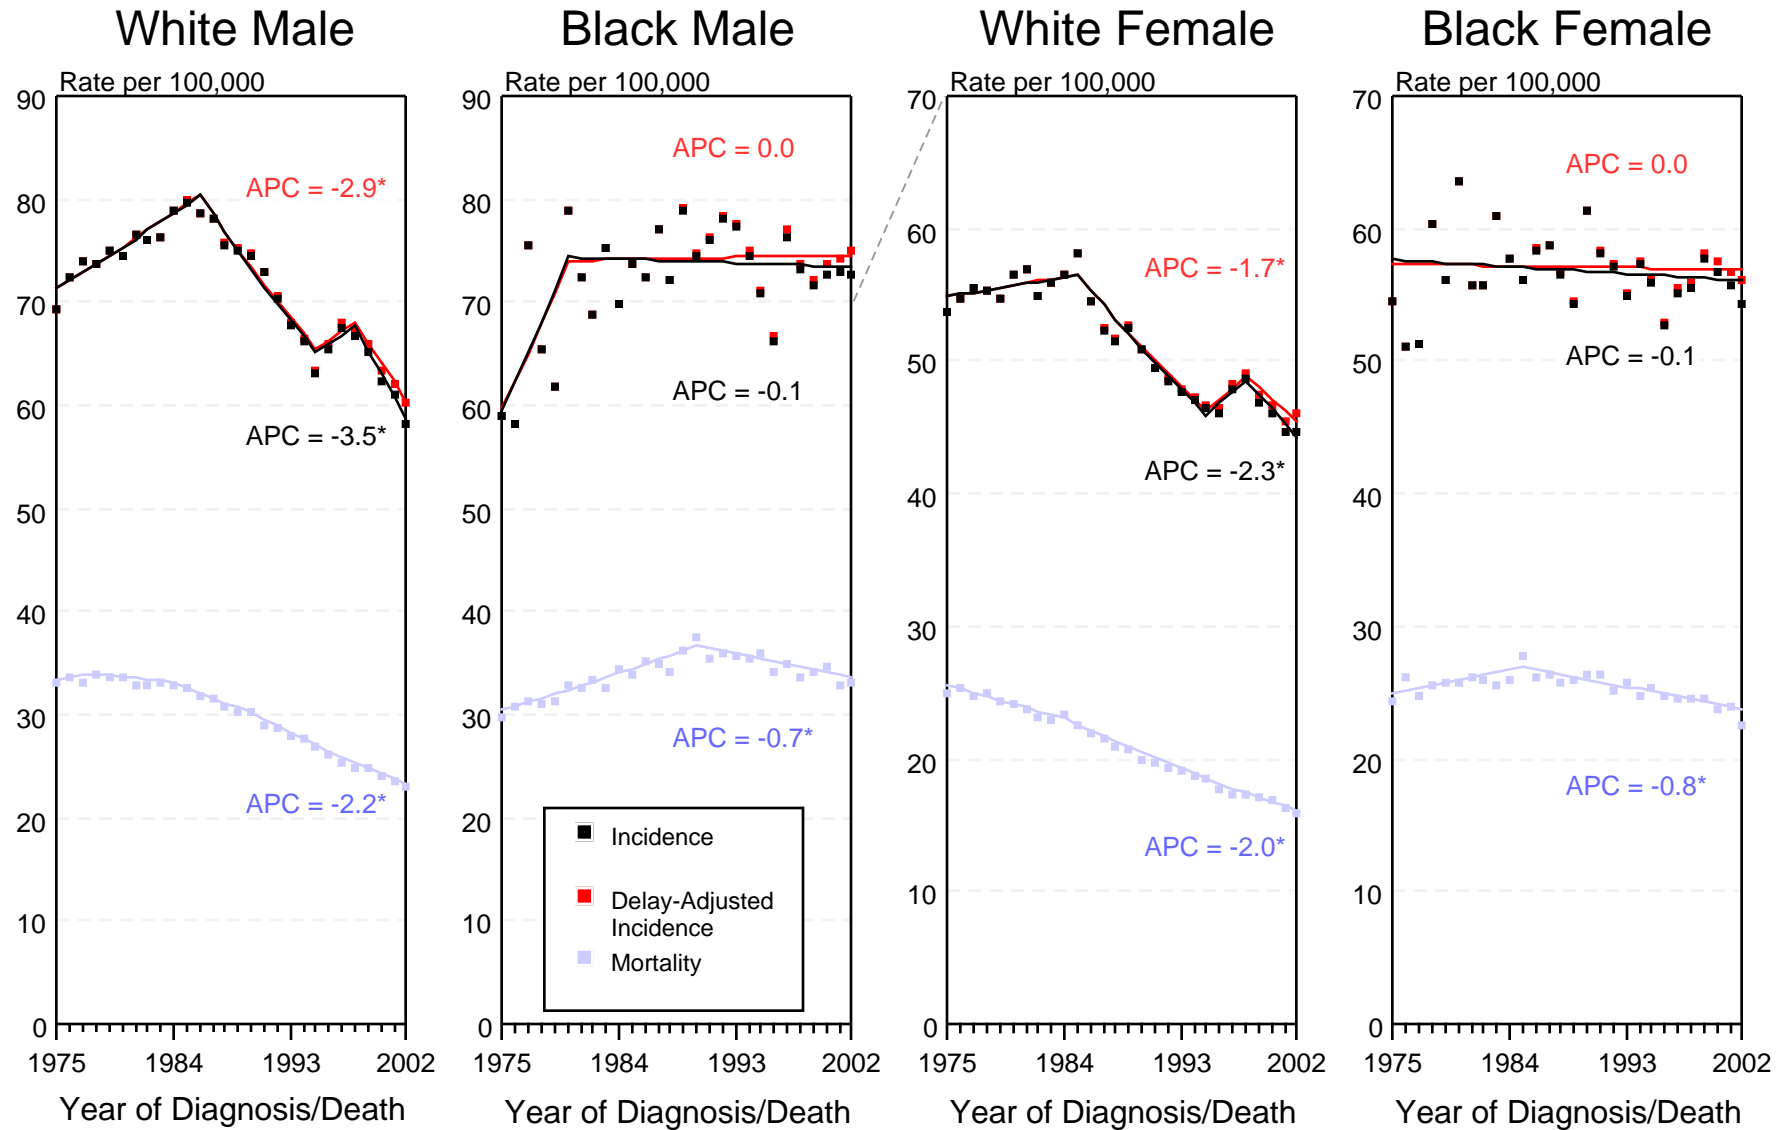 White Male
Black Male
White Female
Black Female
Rate per 100,000
Rate per 100,000
Rate per 100,000
Rate per 100,000
90
80
70
60
50
40
30
20
10
0
APC = -2.9*
APC = -3.5*
APC = -2.2*
1975
1984
1993
2002
Year of Diagnosis/Death
90
80
70
60
50
40
30
20
10
0
APC = 0.0
APC = -0.1
APC = -0.7*
Incidence
Delay-Adjusted
Incidence
Mortality
1975
1984
1993
2002
Year of Diagnosis/Death
70
60
50
40
30
20
10
0
APC = -1.7*
APC = -2.3*
APC = -2.0*
1975
1984
1993
2002
Year of Diagnosis/Death
70
60
50
40
30
20
10
0
APC = 0.0
APC = -0.1
APC = -0.8*
1975
1984
1993
2002
Year of Diagnosis/Death